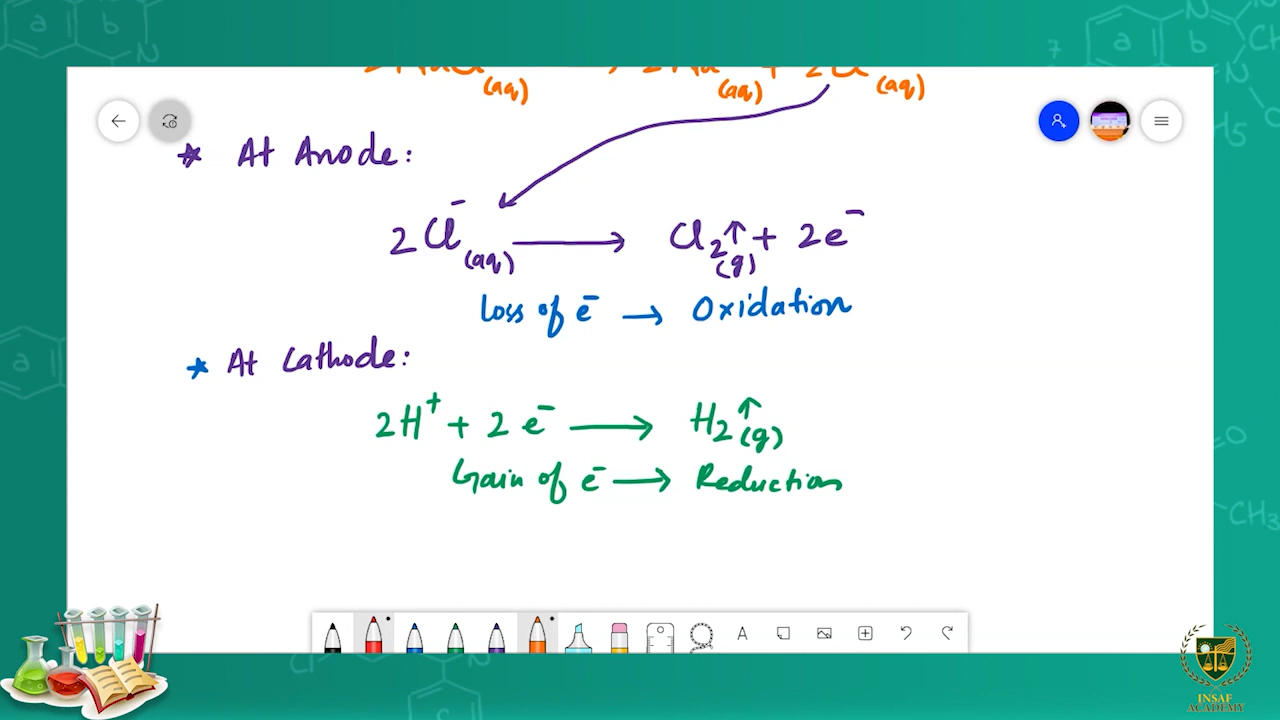 (aq) (aq) + 2Cl (aq)
* At Anode:
2Cl⁻(aq) ⟶ Cl₂↑(g) + 2e⁻
Loss of e⁻ → Oxidation
* At Cathode:
2H⁺ + 2e⁻ ⟶ H₂↑(g)
Gain of e⁻ → Reduction
A
INSAF
ACADEMY